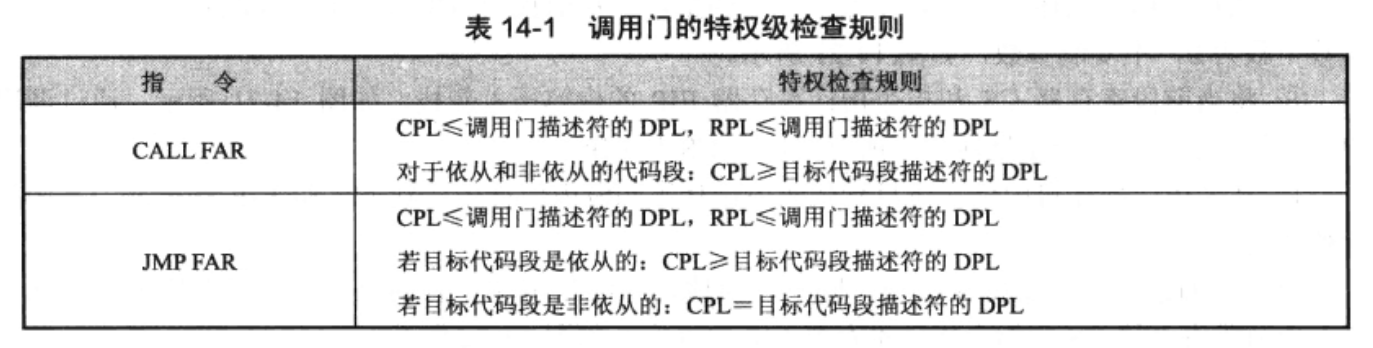 表 14-1 调用门的特权级检查规则
指 令 特权检查规则
CALL FAR
CPL≤调用门描述符的 DPL，RPL≤调用门描述符的 DPL
对于依从和非依从的代码段：CPL≥目标代码段描述符的 DPL
JMP FAR
CPL≤调用门描述符的 DPL，RPL≤调用门描述符的 DPL
若目标代码段是依从的：CPL≥目标代码段描述符的 DPL
若目标代码段是非依从的：CPL＝目标代码段描述符的 DPL